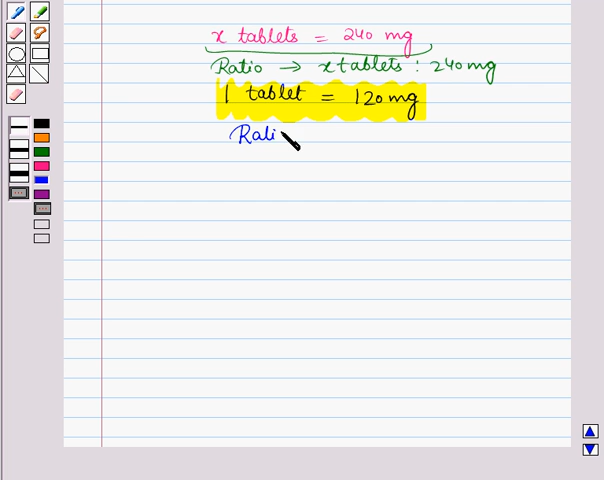 x tablets = 240 mg
Ratio → x tablets : 240 mg
1 tablet = 120 mg
Rati